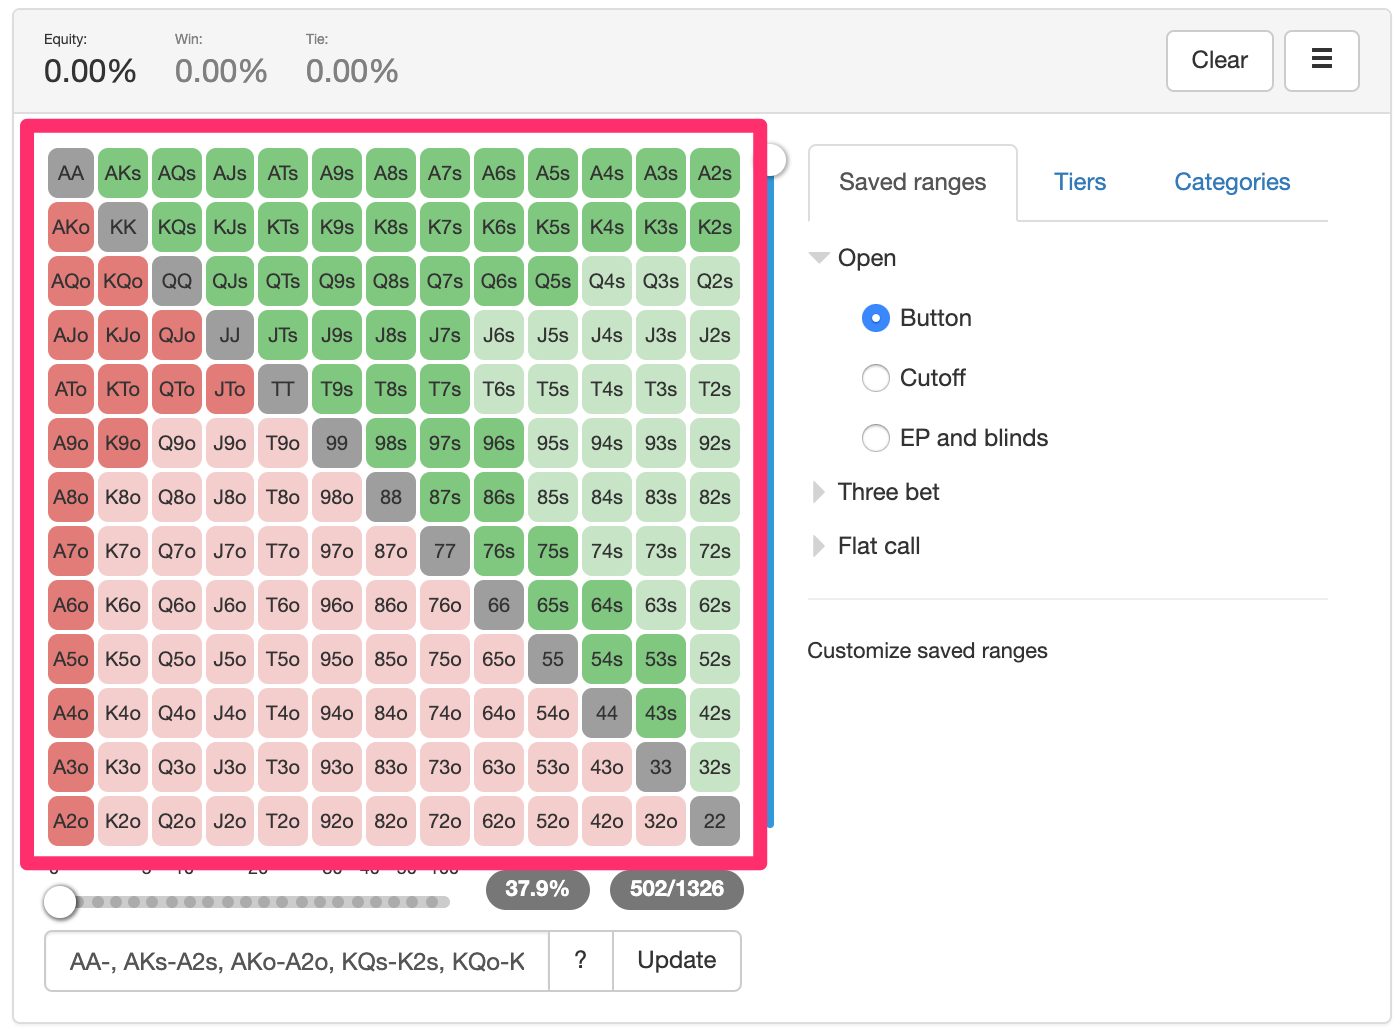 Equity: Win: Tie:
0.00% 0.00% 0.00% Clear
AA AKs AQs AJs ATs A9s A8s A7s A6s A5s A4s A3s A2s
AKo KK KQs KJs KTs K9s K8s K7s K6s K5s K4s K3s K2s
AQo KQo QQ QJs QTs Q9s Q8s Q7s Q6s Q5s Q4s Q3s Q2s
AJo KJo QJo JJ JTs J9s J8s J7s J6s J5s J4s J3s J2s
ATo KTo QTo JTo TT T9s T8s T7s T6s T5s T4s T3s T2s
A9o K9o Q9o J9o T9o 99 98s 97s 96s 95s 94s 93s 92s
A8o K8o Q8o J8o T8o 98o 88 87s 86s 85s 84s 83s 82s
A7o K7o Q7o J7o T7o 97o 87o 77 76s 75s 74s 73s 72s
A6o K6o Q6o J6o T6o 96o 86o 76o 66 65s 64s 63s 62s
A5o K5o Q5o J5o T5o 95o 85o 75o 65o 55 54s 53s 52s
A4o K4o Q4o J4o T4o 94o 84o 74o 64o 54o 44 43s 42s
A3o K3o Q3o J3o T3o 93o 83o 73o 63o 53o 43o 33 32s
A2o K2o Q2o J2o T2o 92o 82o 72o 62o 52o 42o 32o 22
37.9% 502/1326
AA-, AKs-A2s, AKo-A2o, KQs-K2s, KQo-K ? Update
Saved ranges Tiers Categories
Open
Button
Cutoff
EP and blinds
Three bet
Flat call
Customize saved ranges